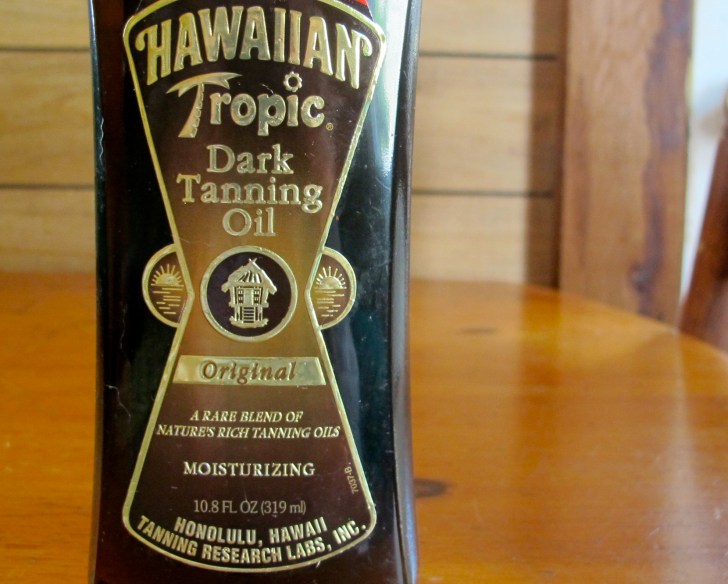 HAWAIIAN
Tropic®
Dark
Tanning
Oil
Original
A RARE BLEND OF
NATURE'S RICH TANNING OILS
MOISTURIZING
10.8 FL OZ (319 ml)
HONOLULU, HAWAII
TANNING RESEARCH LABS, INC.